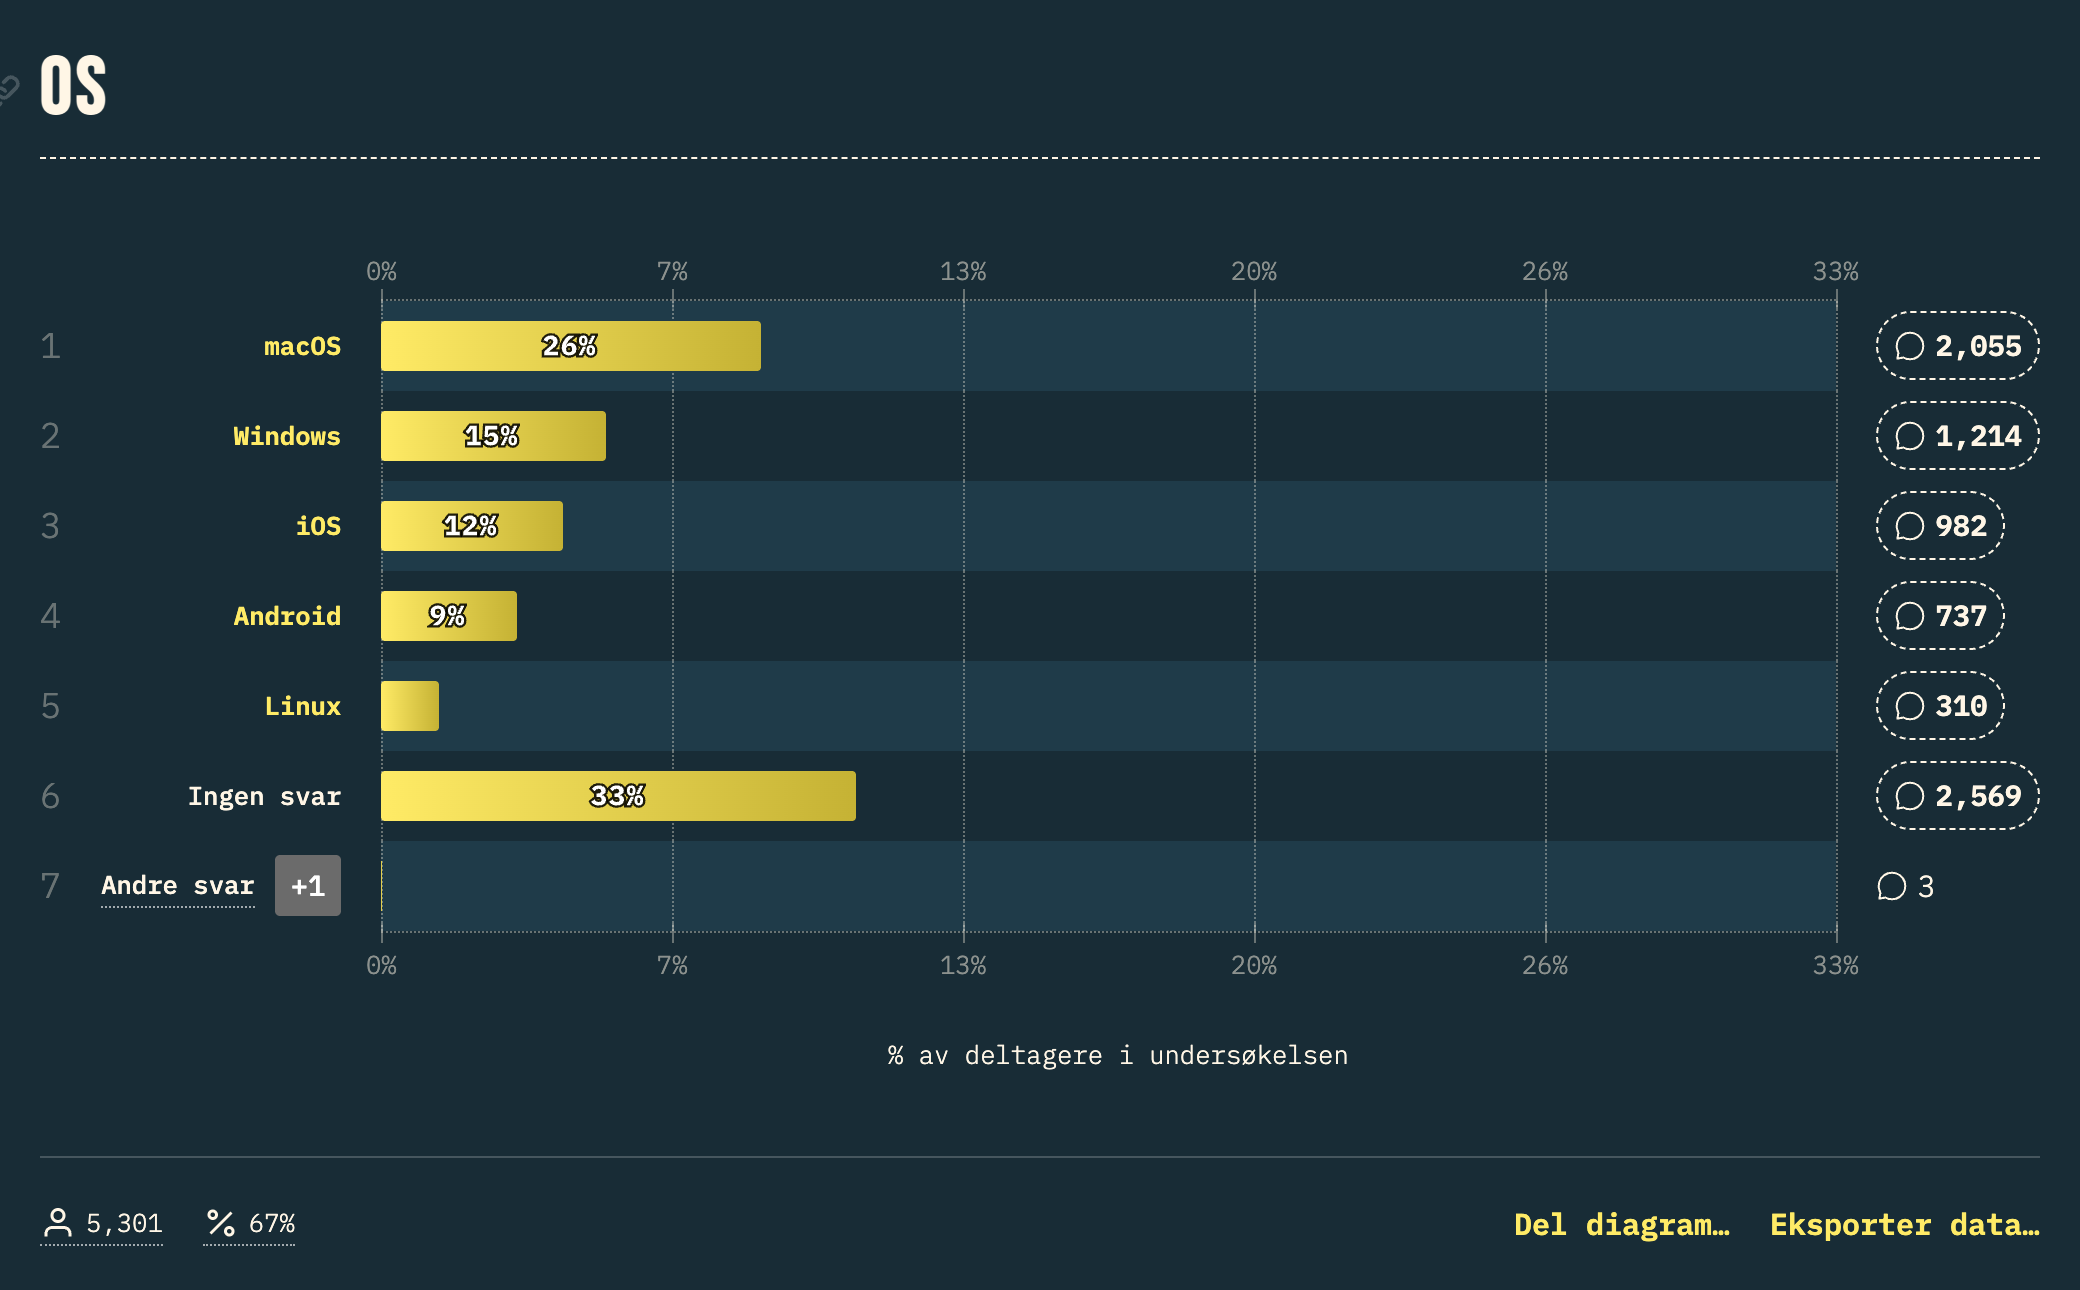 OS
0% 7% 13% 20% 26% 33%
1 macOS 26% 2,055
2 Windows 15% 1,214
3 iOS 12% 982
4 Android 9% 737
5 Linux 310
6 Ingen svar 33% 2,569
7 Andre svar +1 3
0% 7% 13% 20% 26% 33%
% av deltagere i undersøkelsen
5,301 % 67% Del diagram… Eksporter data…